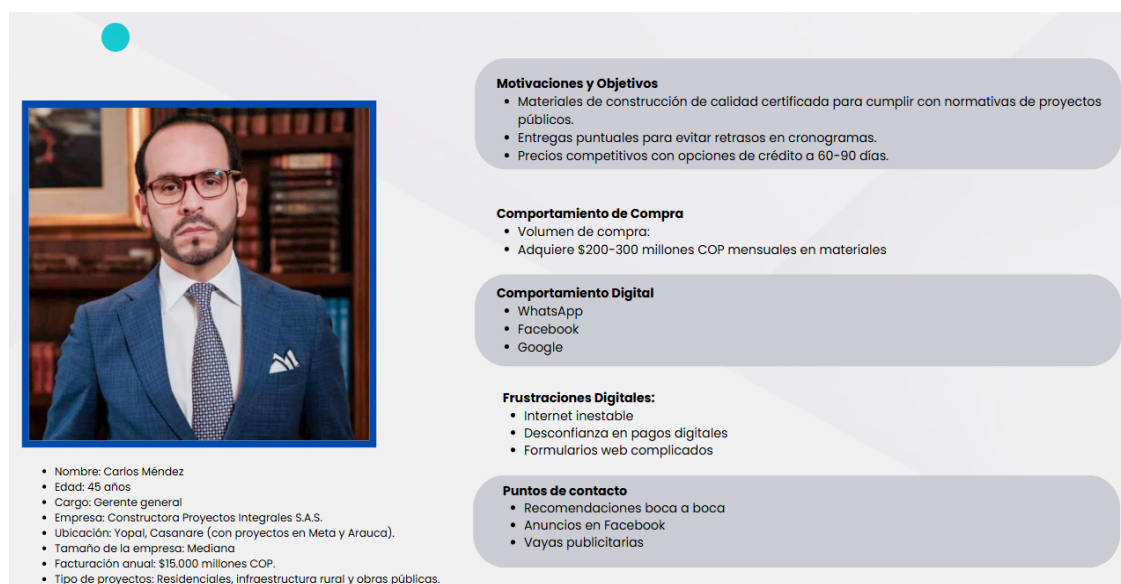 Motivaciones y Objetivos
• Materiales de construcción de calidad certificada para cumplir con normativas de proyectos
públicos.
• Entregas puntuales para evitar retrasos en cronogramas.
• Precios competitivos con opciones de crédito a 60-90 días.
Comportamiento de Compra
• Volumen de compra:
• Adquiere $200-300 millones COP mensuales en materiales
Comportamiento Digital
• WhatsApp
• Facebook
• Google
Frustraciones Digitales:
• Internet inestable
• Desconfianza en pagos digitales
• Formularios web complicados
Puntos de contacto
• Recomendaciones boca a boca
• Anuncios en Facebook
• Vayas publicitarias
• Nombre: Carlos Méndez
• Edad: 45 años
• Cargo: Gerente general
• Empresa: Constructora Proyectos Integrales S.A.S.
• Ubicación: Yopal, Casanare (con proyectos en Meta y Arauca).
• Tamaño de la empresa: Mediana
• Facturación anual: $15.000 millones COP.
• Tipo de proyectos: Residenciales, infraestructura rural y obras públicas.